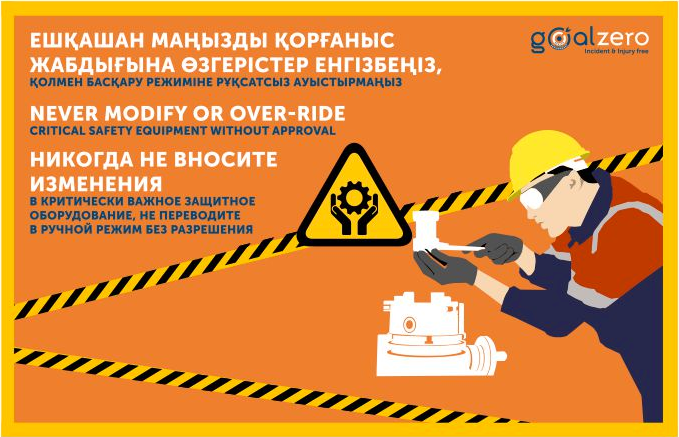 ЕШҚАШАН МАҢЫЗДЫ ҚОРҒАНЫС
ЖАБДЫҒЫНА ӨЗГЕРІСТЕР ЕНГІЗБЕҢІЗ,
ҚОЛМЕН БАСҚАРУ РЕЖИМІНЕ РҰҚСАТСЫЗ АУЫСТЫРМАҢЫЗ
goalzero
Incident & Injury free
NEVER MODIFY OR OVER-RIDE
CRITICAL SAFETY EQUIPMENT WITHOUT APPROVAL
НИКОГДА НЕ ВНОСИТЕ
ИЗМЕНЕНИЯ
В КРИТИЧЕСКИ ВАЖНОЕ ЗАЩИТНОЕ
ОБОРУДОВАНИЕ, НЕ ПЕРЕВОДИТЕ
В РУЧНОЙ РЕЖИМ БЕЗ РАЗРЕШЕНИЯ